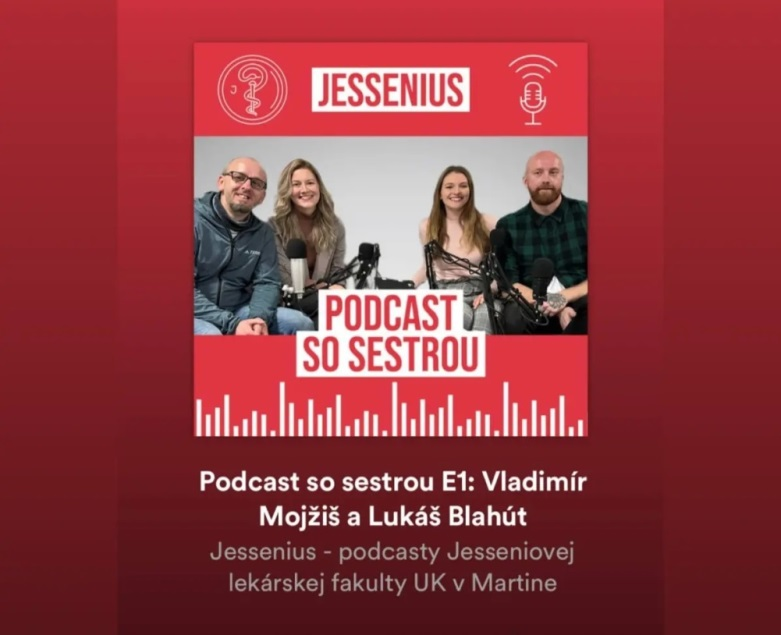 J
JESSENIUS
PODCAST
SO SESTROU
Podcast so sestrou E1: Vladimír
Mojžiš a Lukáš Blahút
Jessenius - podcasty Jesseniovej
lekárskej fakulty UK v Martine